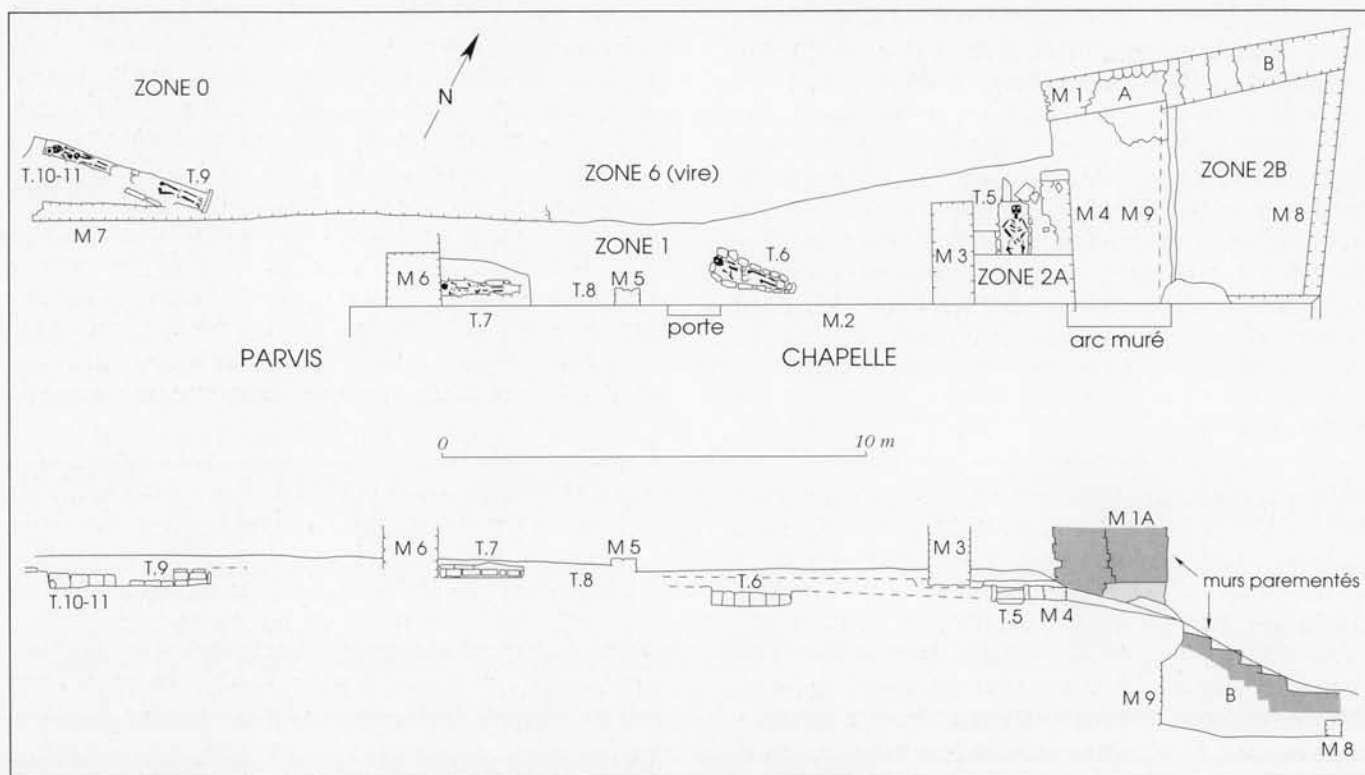 ZONE 0
N
M 1
A
B
T.10-11
T.9
ZONE 6 (vire)
ZONE 2B
T.5
M 7
M 4
M 9
M 8
ZONE 1
T.6
M 3
M 6
T.8
M 5
ZONE 2A
T.7
porte
M.2
arc muré
PARVIS
CHAPELLE
0
10 m
M 1A
M 6
T.7
M 5
M 3
T.9
T.8
T.6
murs parementés
T.10-11
T.5
M 4
M 9
B
M 8